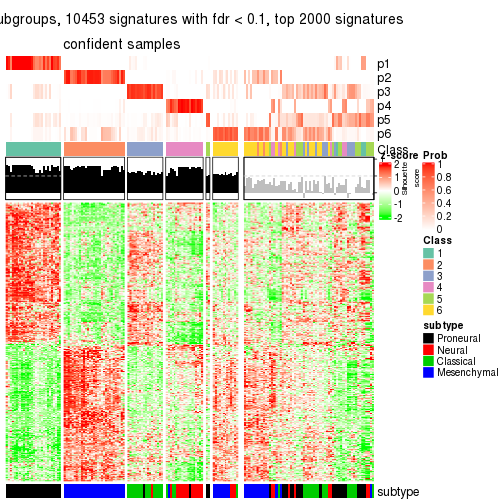 ubgroups, 10453 signatures with fdr < 0.1, top 2000 signatures
confident samples
p1
p2
p3
p4
p5
p6
Class
z-score
2
1
0
-1
-2
Silhouette
score
Prob
1
0.8
0.6
0.4
0.2
0
Class
1
2
3
4
5
6
subtype
Proneural
Neural
Classical
Mesenchymal
subtype